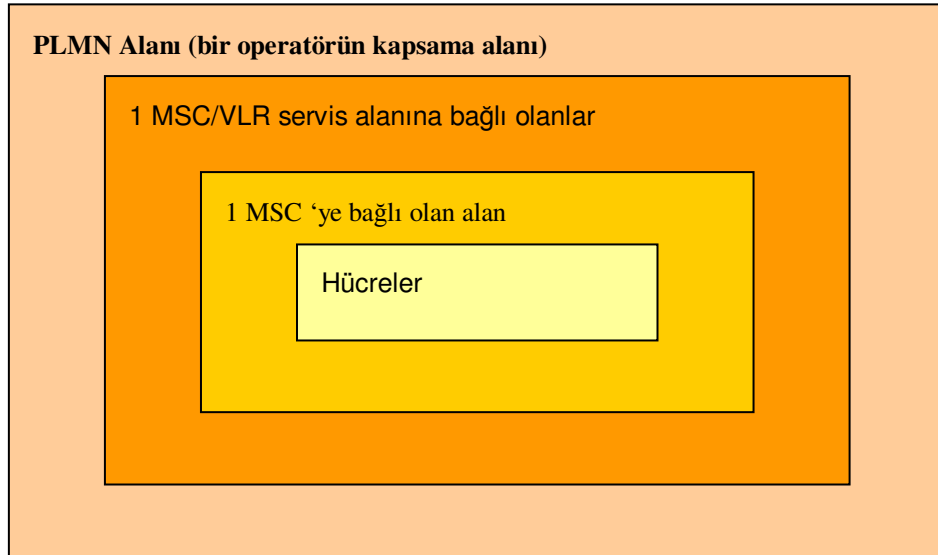 PLMN Alanı (bir operatörün kapsama alanı)
1 MSC/VLR servis alanına bağlı olanlar
1 MSC ‘ye bağlı olan alan
Hücreler